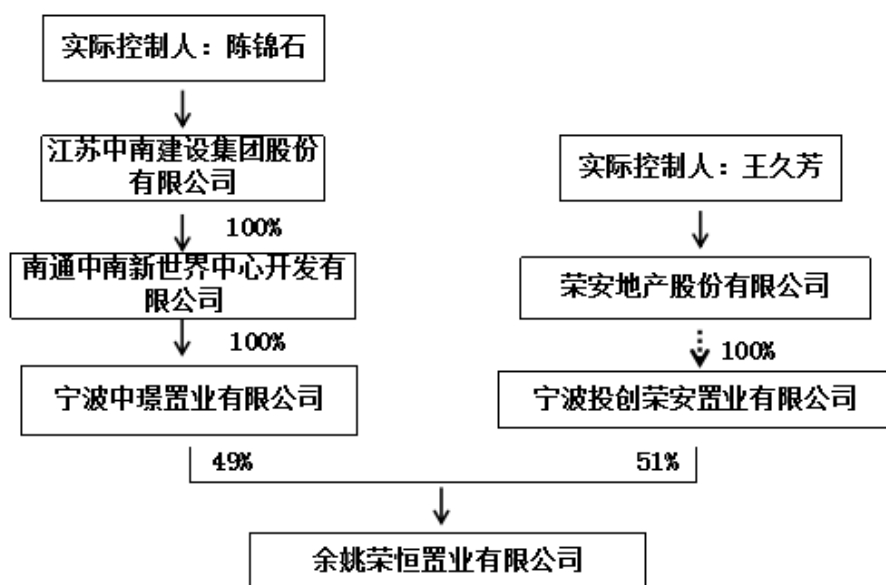 实际控制人：陈锦石
江苏中南建设集团股份
有限公司
实际控制人：王久芳
100%
南通中南新世界中心开发有
限公司
荣安地产股份有限公司
100%
100%
宁波中璟置业有限公司
宁波投创荣安置业有限公司
49%
51%
余姚荣恒置业有限公司